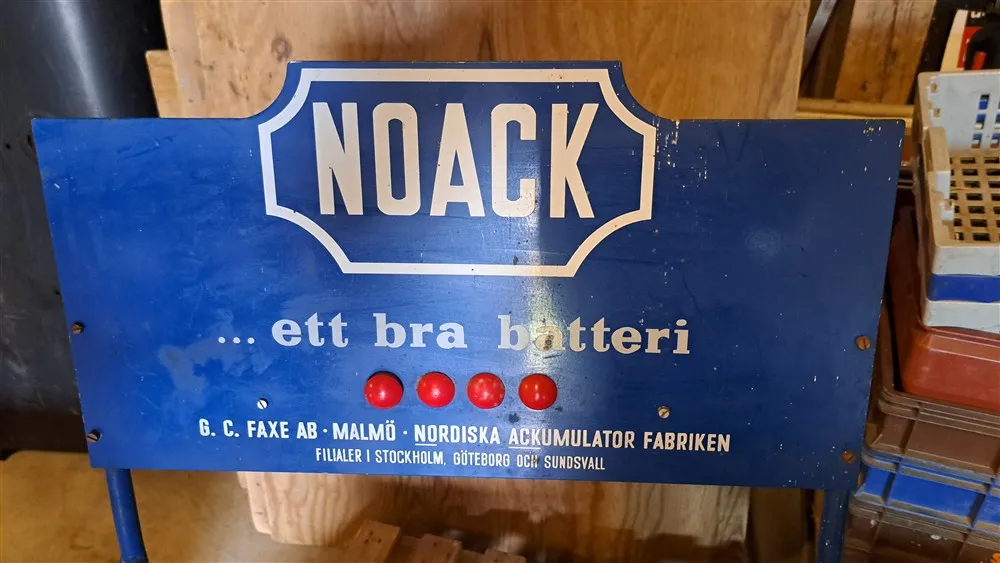 NOACK
... ett bra batteri
G. C. FAXE AB · MALMÖ · NORDISKA ACKUMULATOR FABRIKEN
FILIALER I STOCKHOLM, GÖTEBORG OCH SUNDSVALL